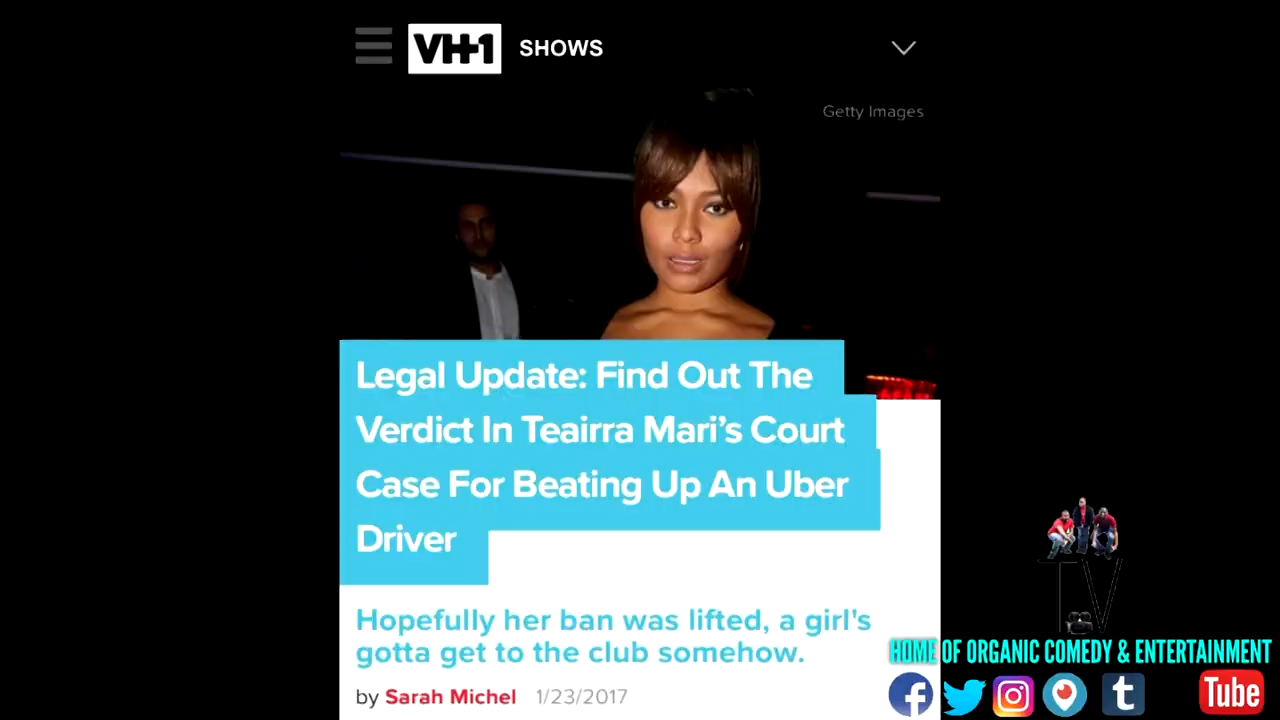 VH1 SHOWS
Getty Images
Legal Update: Find Out The
Verdict In Teairra Mari’s Court
Case For Beating Up An Uber
Driver
Hopefully her ban was lifted, a girl's
gotta get to the club somehow.
by Sarah Michel 1/23/2017
TV
HOME OF ORGANIC COMEDY & ENTERTAINMENT
f t Tube